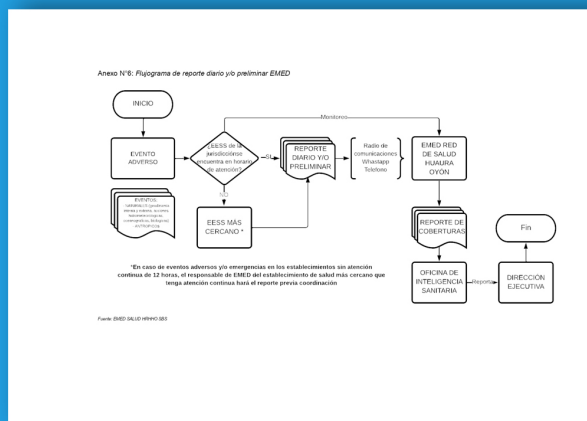 Anexo N°6: Flujograma de reporte diario y/o preliminar EMED
INICIO
Monitoreo
EVENTO
ADVERSO
¿EESS de la
jurisdicciónse
encuentra en horario
de atención?
SI
REPORTE
DIARIO Y/O
PRELIMINAR
Radio de
comunicaciones
Whastapp
Telefono
EMED RED
DE SALUD
HUAURA
OYÓN
NO
EVENTOS
EESS MÁS
CERCANO *
REPORTE DE
COBERTURAS
Fin
OFICINA DE
INTELIGENCIA
SANITARIA
Reporta
DIRECCIÓN
EJECUTIVA
*En caso de eventos adversos y/o emergencias en los establecimientos sin atención
continua de 12 horas, el responsable de EMED del establecimiento de salud más cercano que
tenga atención continua hará el reporte previa coordinación
Fuente: EMED SALUD HRHHO SBS